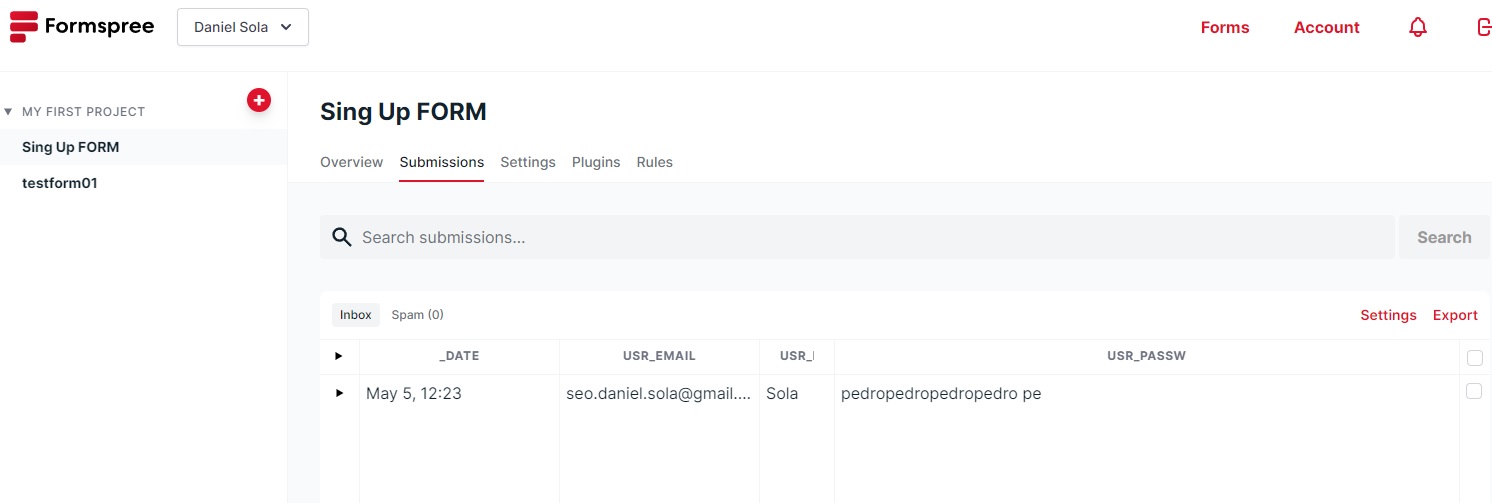 Formspree
Daniel Sola
Forms
Account
MY FIRST PROJECT
Sing Up FORM
testform01
Sing Up FORM
Overview Submissions Settings Plugins Rules
Search submissions...
Search
Inbox Spam (0)
Settings Export
_DATE USR_EMAIL USR_ USR_PASSW
May 5, 12:23 seo.daniel.sola@gmail.... Sola pedropedropedropedro pe